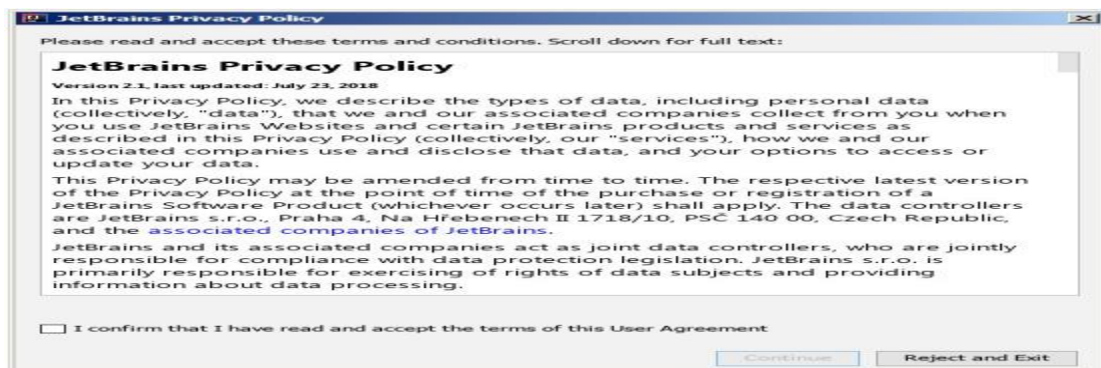 JetBrains Privacy Policy
Please read and accept these terms and conditions. Scroll down for full text:
JetBrains Privacy Policy
Version 2.1, last updated: July 23, 2018
In this Privacy Policy, we describe the types of data, including personal data
(collectively, "data"), that we and our associated companies collect from you when
you use JetBrains Websites and certain JetBrains products and services as
described in this Privacy Policy (collectively, our "services"), how we and our
associated companies use and disclose that data, and your options to access or
update your data.
This Privacy Policy may be amended from time to time. The respective latest version
of the Privacy Policy at the point of time of the purchase or registration of a
JetBrains Software Product (whichever occurs later) shall apply. The data controllers
are JetBrains s.r.o., Praha 4, Na Hřebenech II 1718/10, PSČ 140 00, Czech Republic,
and the associated companies of JetBrains.
JetBrains and its associated companies act as joint data controllers, who are jointly
responsible for compliance with data protection legislation. JetBrains s.r.o. is
primarily responsible for exercising of rights of data subjects and providing
information about data processing.
I confirm that I have read and accept the terms of this User Agreement
Continue
Reject and Exit